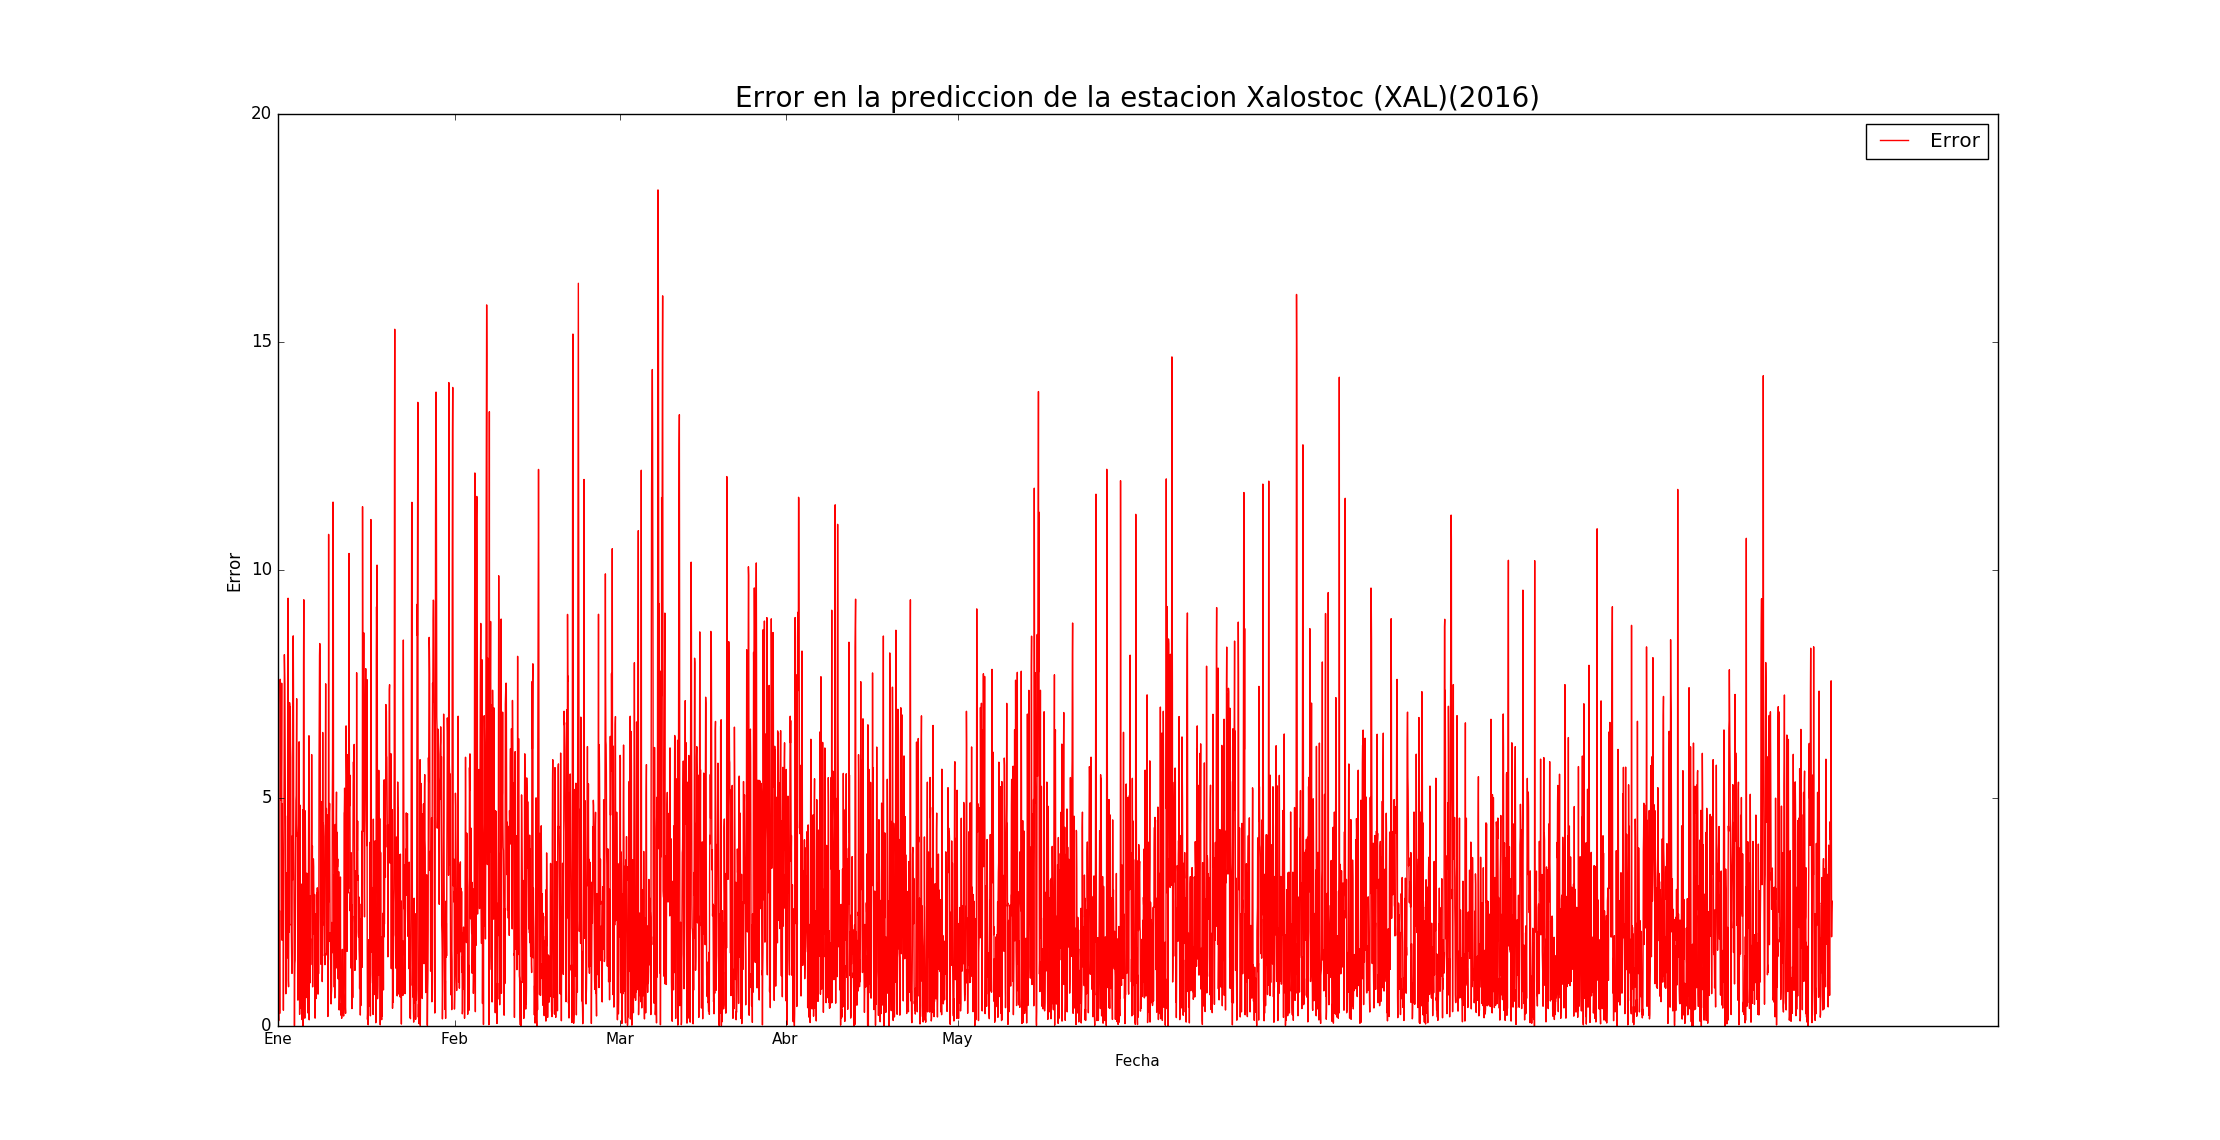 Error en la prediccion de la estacion Xalostoc (XAL)(2016)
20
Error
15
10
Error
5
0
Ene Feb Mar Abr May
Fecha